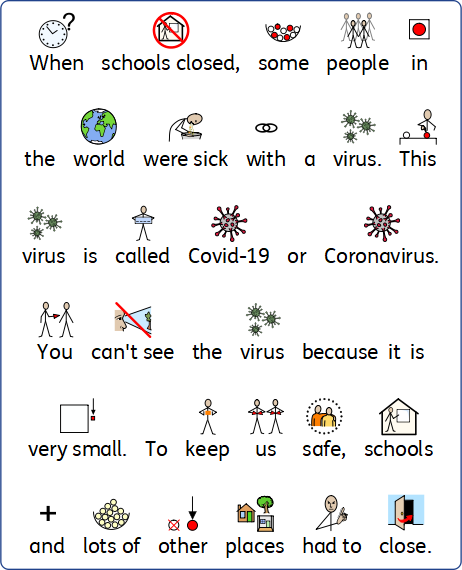 When schools closed, some people in
the world were sick with a virus. This
virus is called Covid-19 or Coronavirus.
You can't see the virus because it is
very small. To keep us safe, schools
and lots of other places had to close.